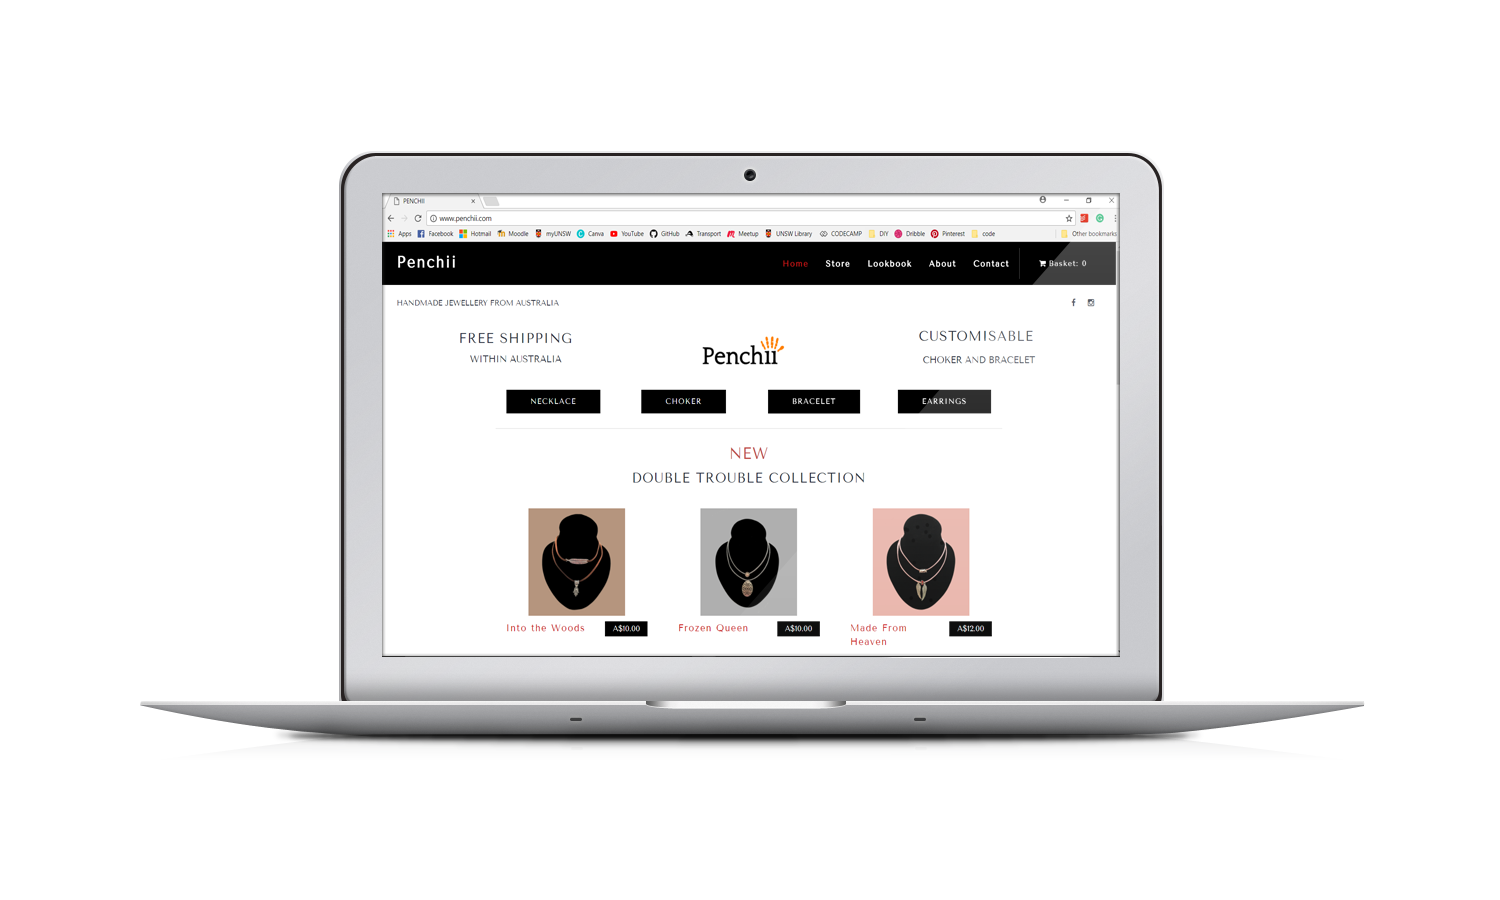 PENCHII
www.penchii.com
Apps Facebook Hotmail Moodle myUNSW Canva YouTube GitHub Transport Meetup UNSW Library CODECAMP DIY Dribble Pinterest code Other bookmarks
Penchii Home Store Lookbook About Contact Basket: 0
HANDMADE JEWELLERY FROM AUSTRALIA
FREE SHIPPING
WITHIN AUSTRALIA
Penchii
CUSTOMISABLE
CHOKER AND BRACELET
NECKLACE CHOKER BRACELET EARRINGS
NEW
DOUBLE TROUBLE COLLECTION
Into the Woods A$10.00
Frozen Queen A$10.00
Made From A$12.00
Heaven